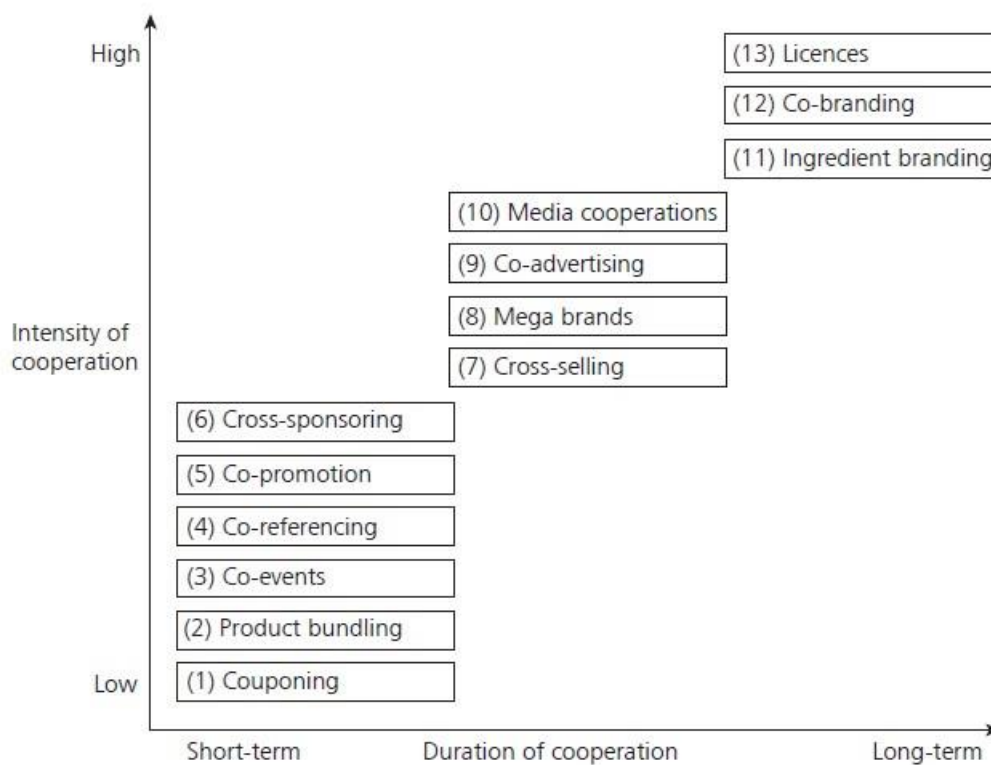 High
(13) Licences
(12) Co-branding
(11) Ingredient branding
(10) Media cooperations
(9) Co-advertising
(8) Mega brands
Intensity of
cooperation
(7) Cross-selling
(6) Cross-sponsoring
(5) Co-promotion
(4) Co-referencing
(3) Co-events
(2) Product bundling
Low
(1) Couponing
Short-term
Duration of cooperation
Long-term